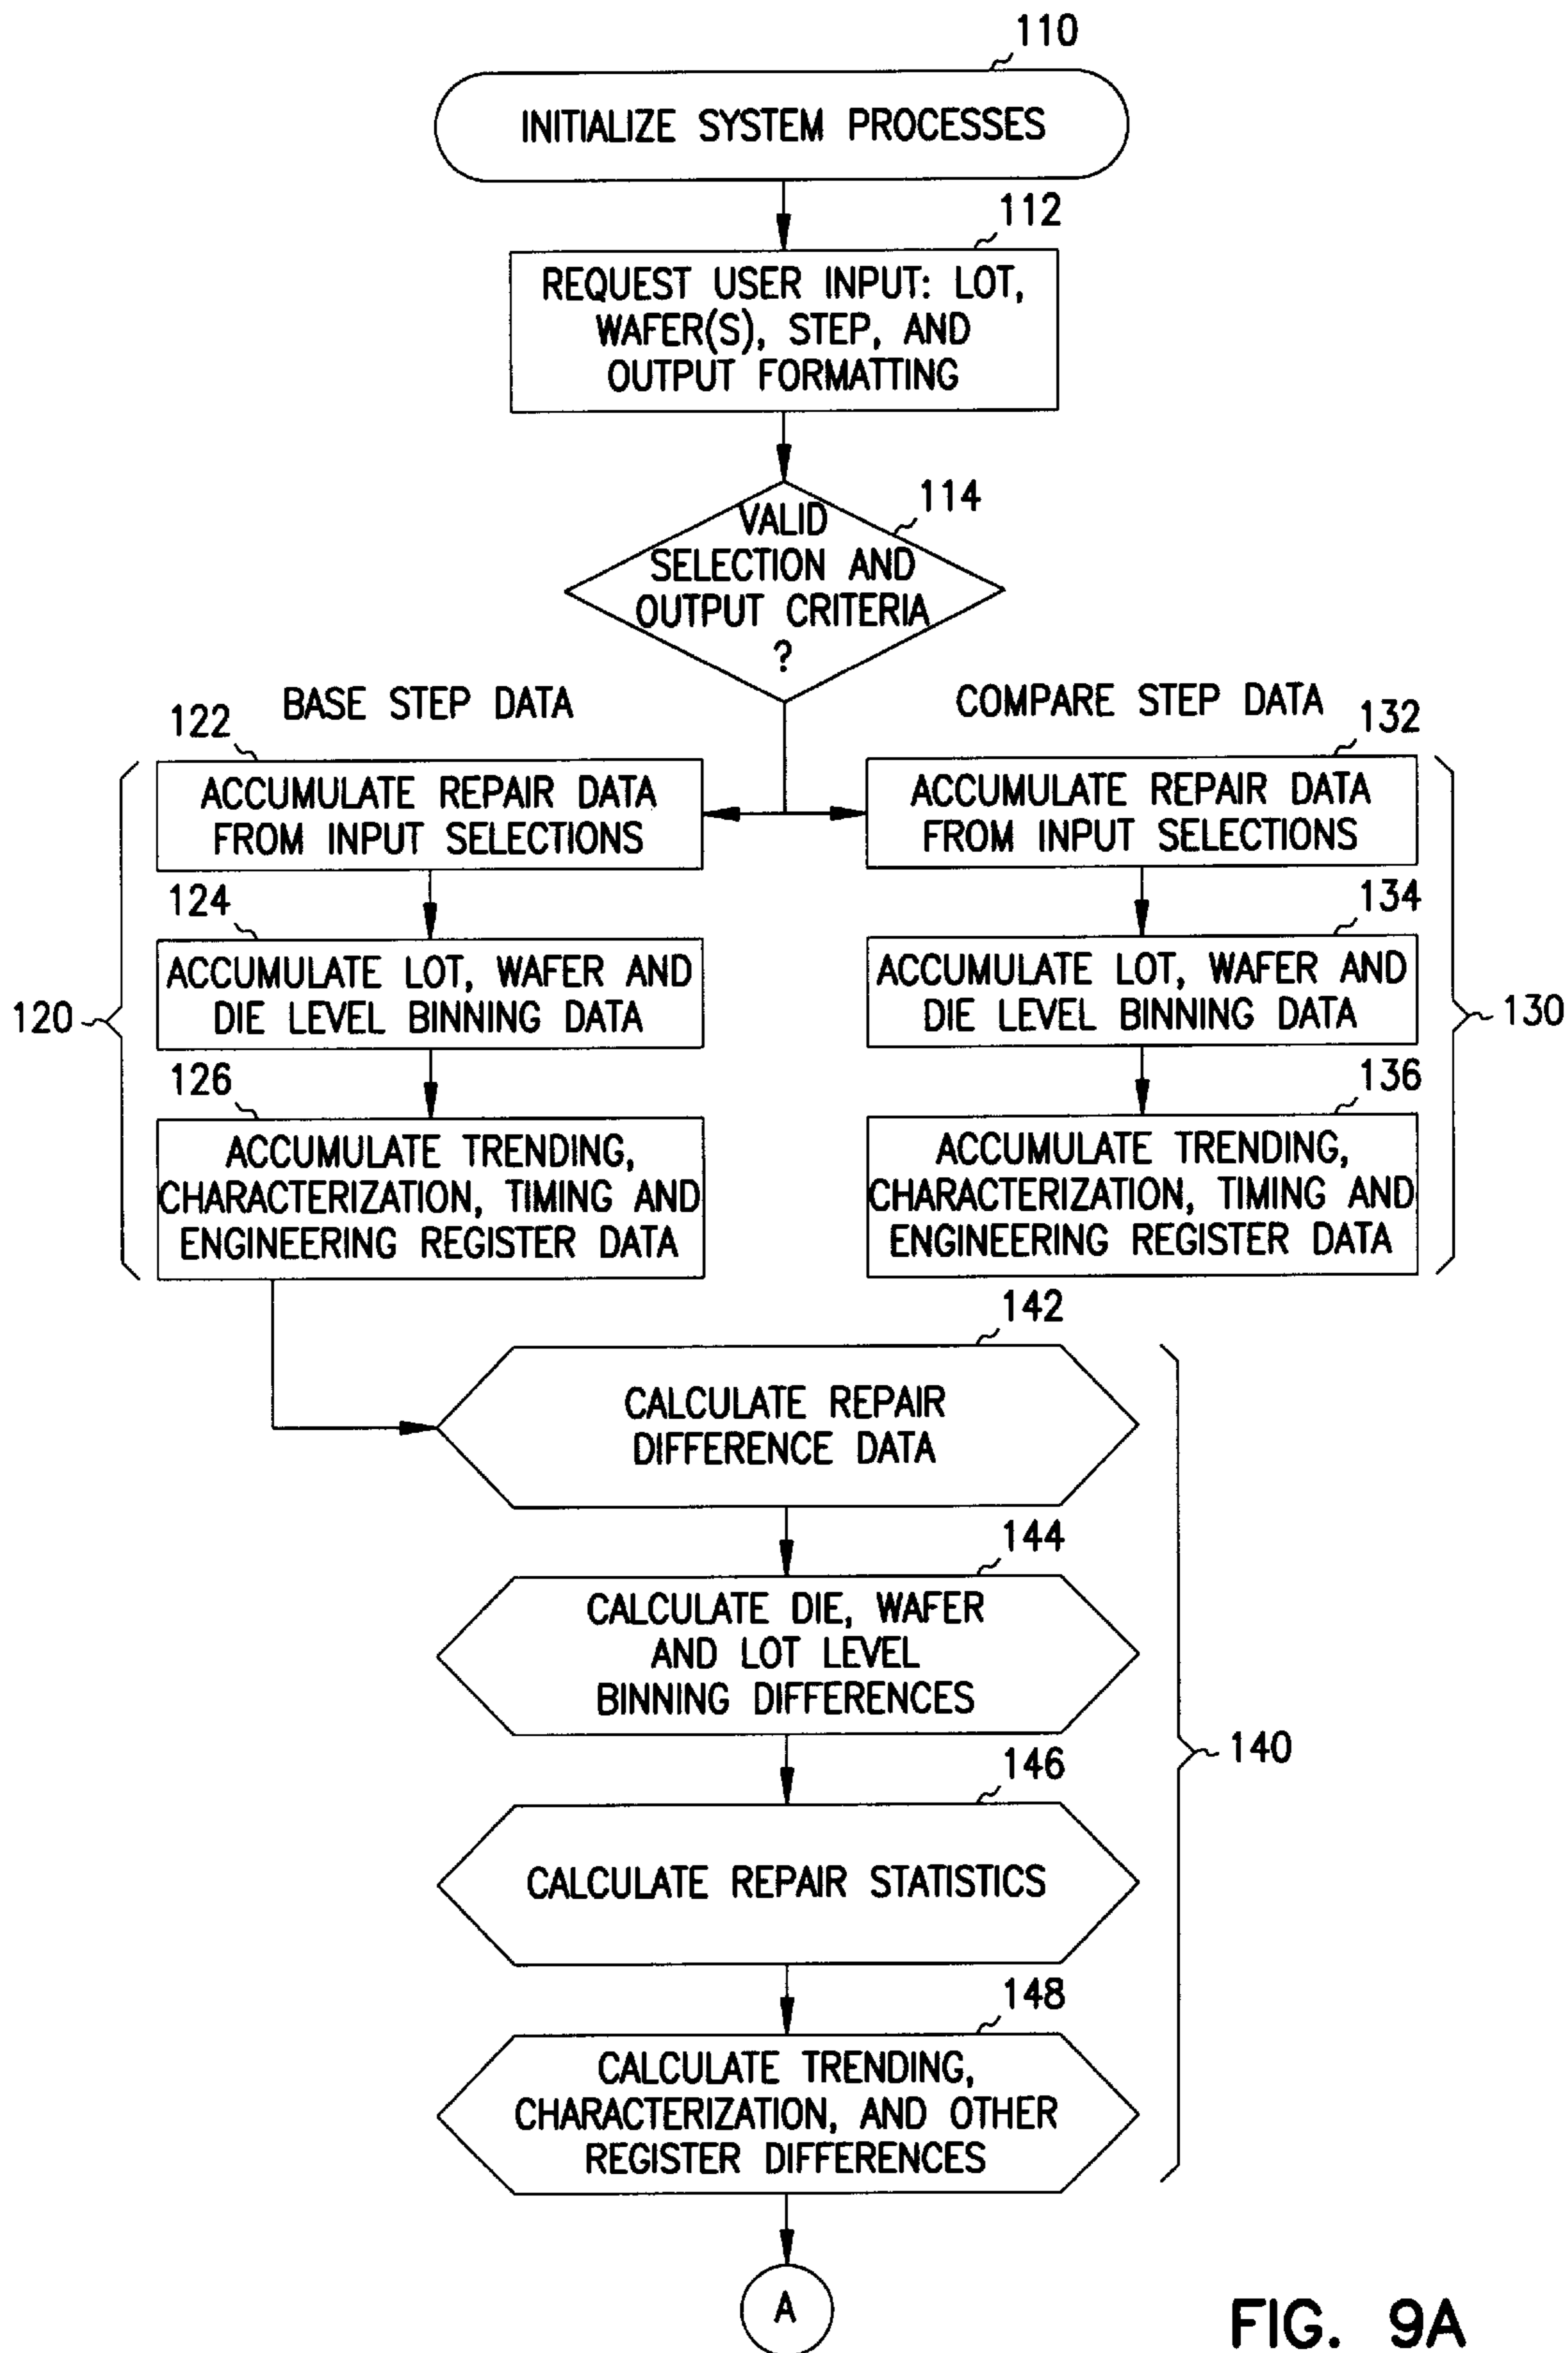 110
INITIALIZE SYSTEM PROCESSES
112
REQUEST USER INPUT: LOT,
WAFER(S), STEP, AND
OUTPUT FORMATTING
114
VALID
SELECTION AND
OUTPUT CRITERIA
?
BASE STEP DATA
120
122
ACCUMULATE REPAIR DATA
FROM INPUT SELECTIONS
124
ACCUMULATE LOT, WAFER AND
DIE LEVEL BINNING DATA
126
ACCUMULATE TRENDING,
CHARACTERIZATION, TIMING AND
ENGINEERING REGISTER DATA
COMPARE STEP DATA
130
132
ACCUMULATE REPAIR DATA
FROM INPUT SELECTIONS
134
ACCUMULATE LOT, WAFER AND
DIE LEVEL BINNING DATA
136
ACCUMULATE TRENDING,
CHARACTERIZATION, TIMING AND
ENGINEERING REGISTER DATA
140
142
CALCULATE REPAIR
DIFFERENCE DATA
144
CALCULATE DIE, WAFER
AND LOT LEVEL
BINNING DIFFERENCES
146
CALCULATE REPAIR STATISTICS
148
CALCULATE TRENDING,
CHARACTERIZATION, AND OTHER
REGISTER DIFFERENCES
A
FIG. 9A